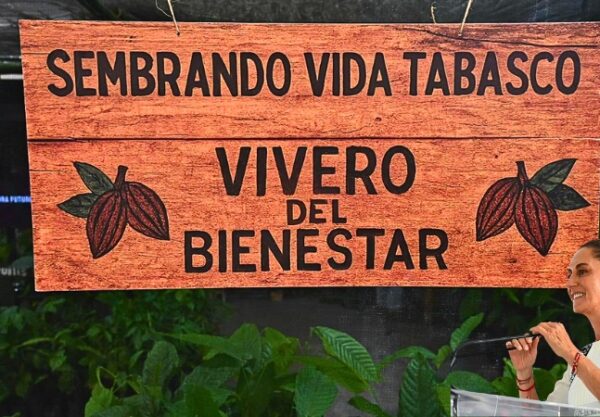 SEMBRANDO VIDA TABASCO
VIVERO
DEL
BIENESTAR